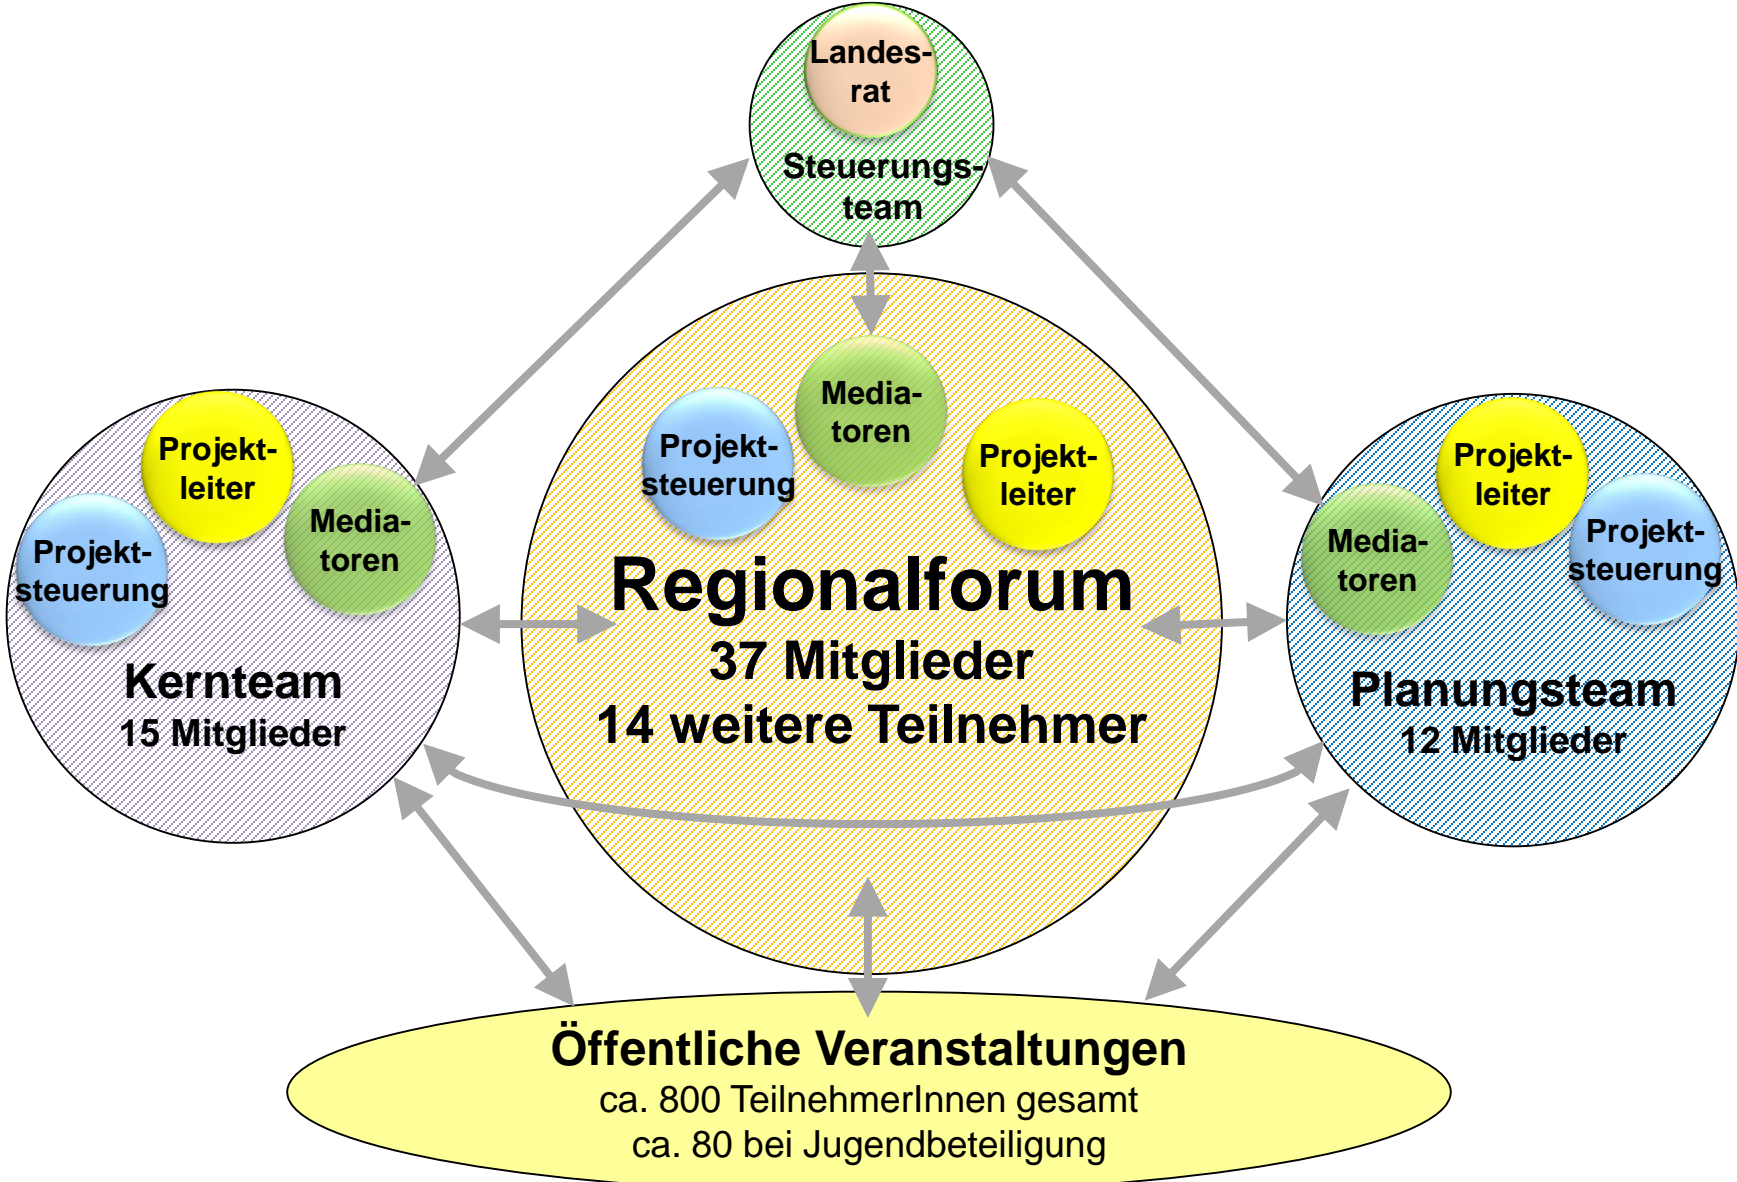 Landes-
rat
Steuerungs-
team
Projekt-
leiter
Media-
toren
Projekt-
steuerung
Kernteam
15 Mitglieder
Media-
toren
Projekt-
steuerung
Projekt-
leiter
Regionalforum
37 Mitglieder
14 weitere Teilnehmer
Projekt-
leiter
Media-
toren
Projekt-
steuerung
Planungsteam
12 Mitglieder
Öffentliche Veranstaltungen
ca. 800 TeilnehmerInnen gesamt
ca. 80 bei Jugendbeteiligung